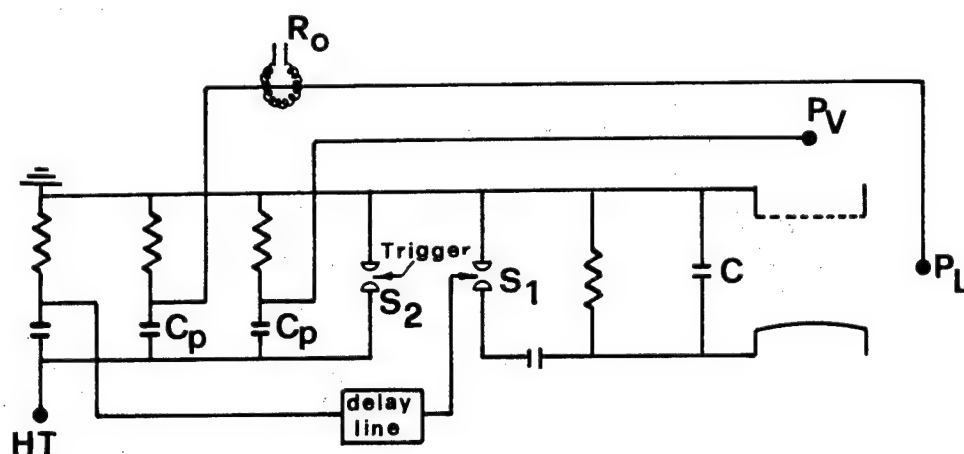 Ro
PV
Trigger
S1
S2
C
PL
Cp
Cp
delay
line
HT